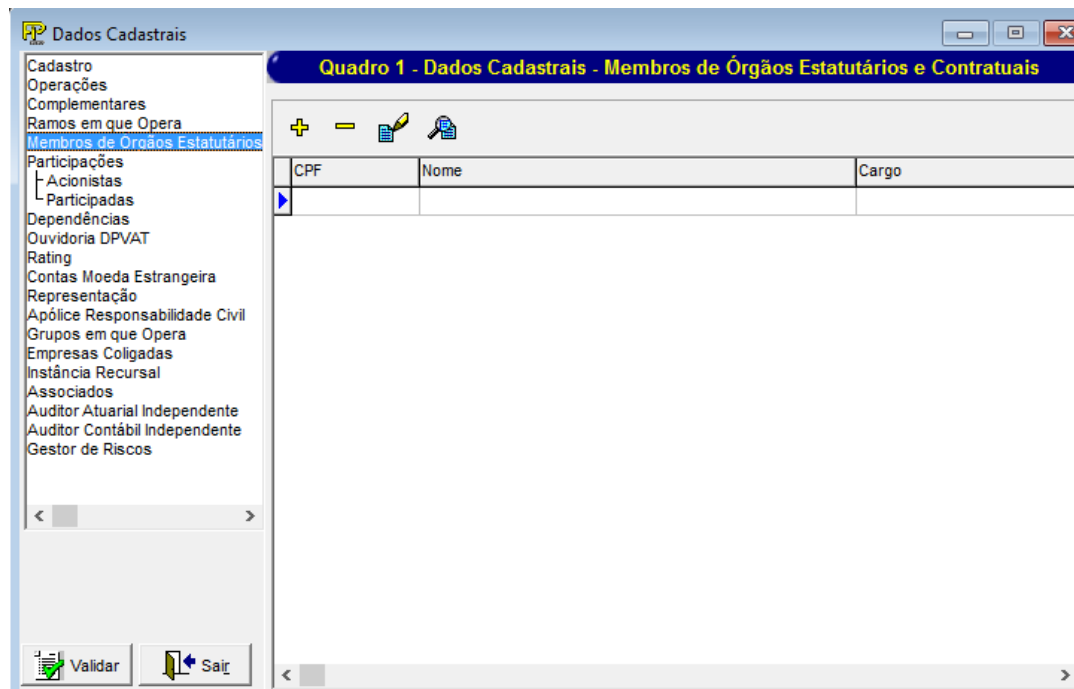 Dados Cadastrais
Cadastro
Operações
Complementares
Ramos em que Opera
Membros de Órgãos Estatutários
Participações
Acionistas
Participadas
Dependências
Ouvidoria DPVAT
Rating
Contas Moeda Estrangeira
Representação
Apólice Responsabilidade Civil
Grupos em que Opera
Empresas Coligadas
Instância Recursal
Associados
Auditor Atuarial Independente
Auditor Contábil Independente
Gestor de Riscos
Validar
Sair
Quadro 1 - Dados Cadastrais - Membros de Órgãos Estatutários e Contratuais
CPF Nome Cargo